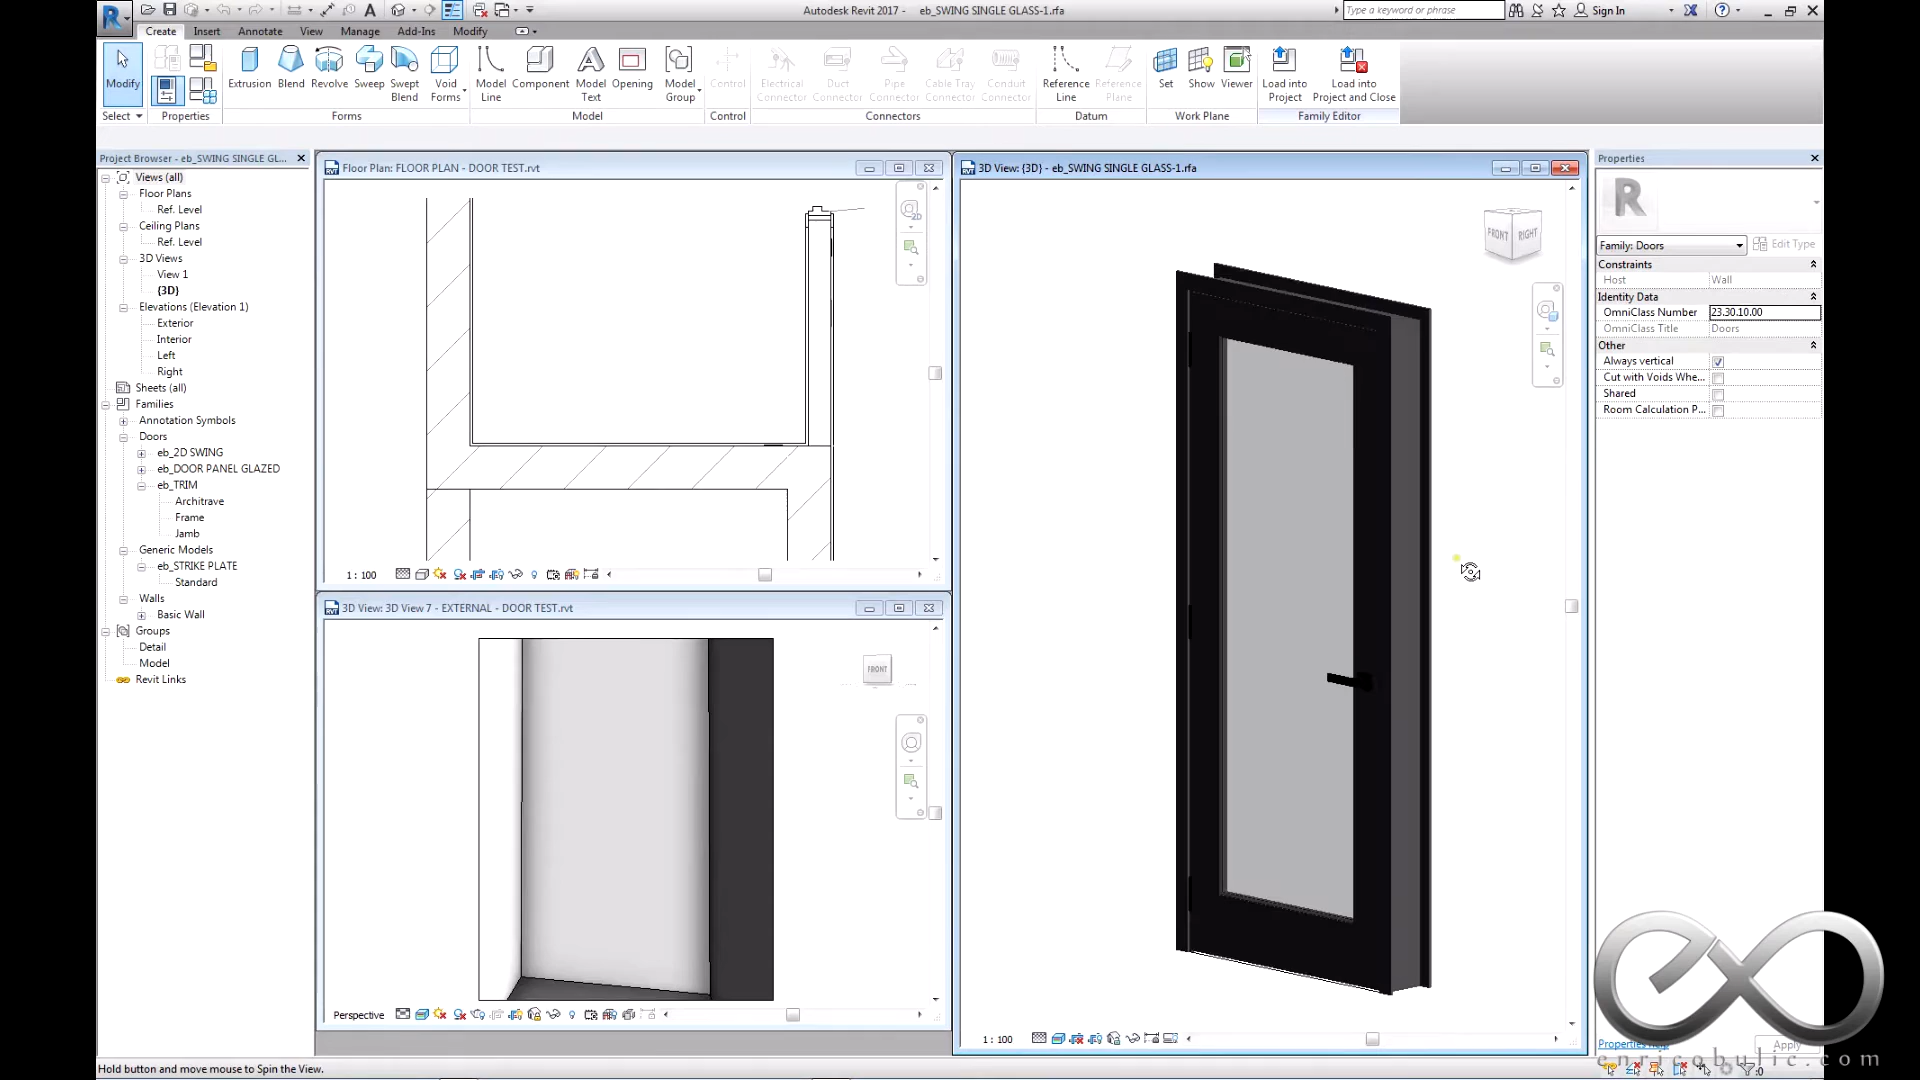 Autodesk Revit 2017 - eb_SWING SINGLE GLASS-1.rfa
Type a keyword or phrase
Sign In
Create Insert Annotate View Manage Add-Ins Modify
Modify
Extrusion Blend Revolve Sweep Swept Blend Void Forms
Model Line Component Model Text Opening Model Group
Control
Electrical Connector Duct Connector Pipe Connector Cable Tray Connector Conduit Connector
Reference Line Reference Plane
Set Show Viewer
Load into Project Load into Project and Close
Select Properties Forms Model Control Connectors Datum Work Plane Family Editor
Project Browser - eb_SWING SINGLE GL...
Views (all)
Floor Plans
Ref. Level
Ceiling Plans
Ref. Level
3D Views
View 1
{3D}
Elevations (Elevation 1)
Exterior
Interior
Left
Right
Sheets (all)
Families
Annotation Symbols
Doors
eb_2D SWING
eb_DOOR PANEL GLAZED
eb_TRIM
Architrave
Frame
Jamb
Generic Models
eb_STRIKE PLATE
Standard
Walls
Basic Wall
Groups
Detail
Model
Revit Links
Floor Plan: FLOOR PLAN - DOOR TEST.rvt
2D
1 : 100
3D View: 3D View 7 - EXTERNAL - DOOR TEST.rvt
FRONT
Perspective
3D View: {3D} - eb_SWING SINGLE GLASS-1.rfa
FRONT RIGHT
1 : 100
Properties
R
Family: Doors
Edit Type
Constraints
Host Wall
Identity Data
OmniClass Number 23.30.10.00
OmniClass Title Doors
Other
Always vertical
Cut with Voids Whe...
Shared
Room Calculation P...
Properties help
Apply
enricobulic.com
Hold button and move mouse to Spin the View.
:0